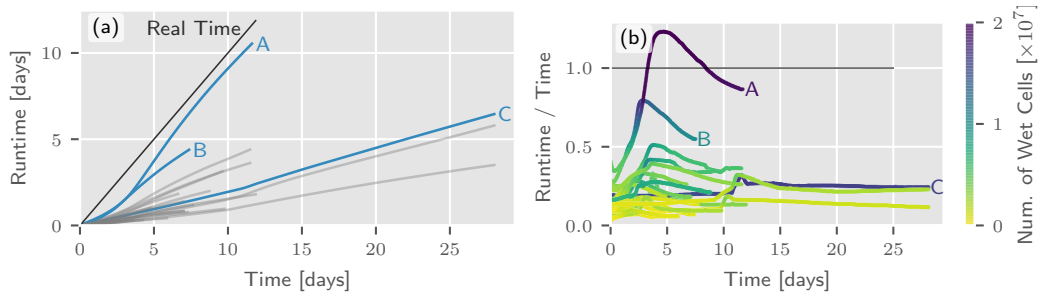 (a)
Real Time
A
B
C
10
5
0
0
5
10
15
20
25
Runtime [days]
Time [days]
(b)
A
B
C
1.0
0.5
0.0
0
5
10
15
20
25
Runtime / Time
Time [days]
2
1
0
Num. of Wet Cells [×10⁷]